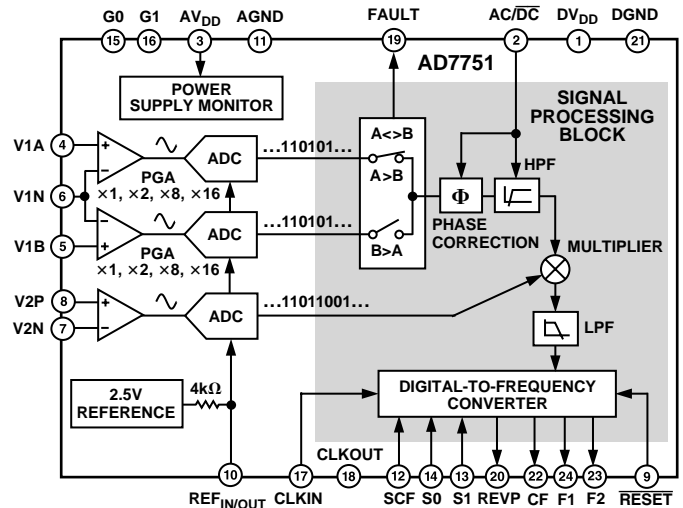 G0 G1 AVDD AGND FAULT AC/DC DVDD DGND
15 16 3 11 19 2 1 21
AD7751
POWER
SUPPLY MONITOR
SIGNAL
PROCESSING
BLOCK
A<>B
V1A 4 + − ADC ...110101...
A>B
HPF
V1N 6
PGA
×1, ×2, ×8, ×16
Φ
PHASE
CORRECTION
V1B 5 − + ADC ...110101...
B>A
PGA
×1, ×2, ×8, ×16
MULTIPLIER
V2P 8 +
V2N 7 −
ADC ...11011001...
LPF
2.5V
REFERENCE
4kΩ
DIGITAL-TO-FREQUENCY
CONVERTER
CLKOUT
10 17 18 12 14 13 20 22 24 23 9
REFIN/OUT CLKIN SCF S0 S1 REVP CF F1 F2 RESET